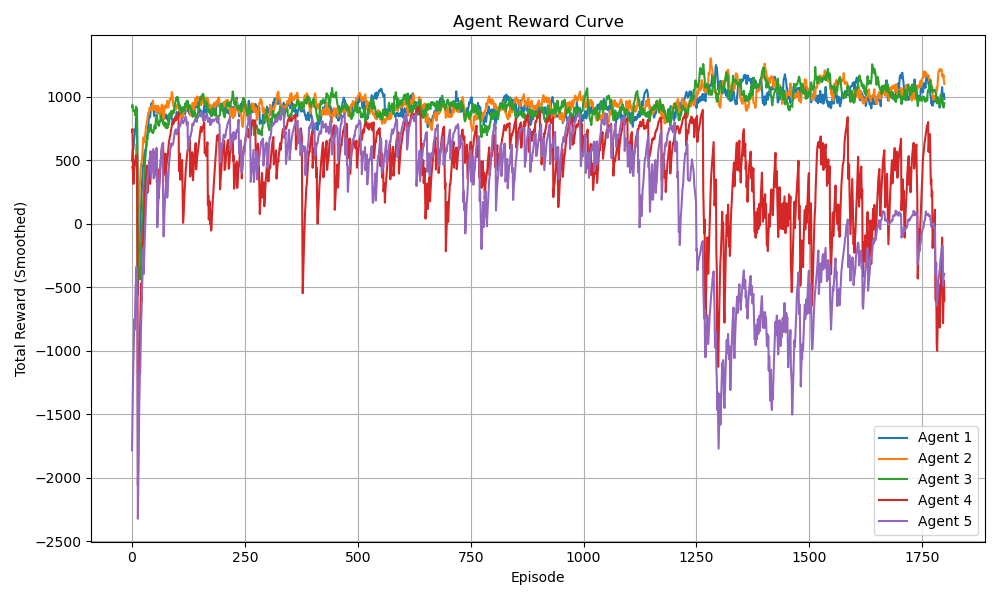 Agent Reward Curve
Total Reward (Smoothed)
1000
500
0
−500
−1000
−1500
−2000
−2500
Agent 1
Agent 2
Agent 3
Agent 4
Agent 5
0 250 500 750 1000 1250 1500 1750
Episode